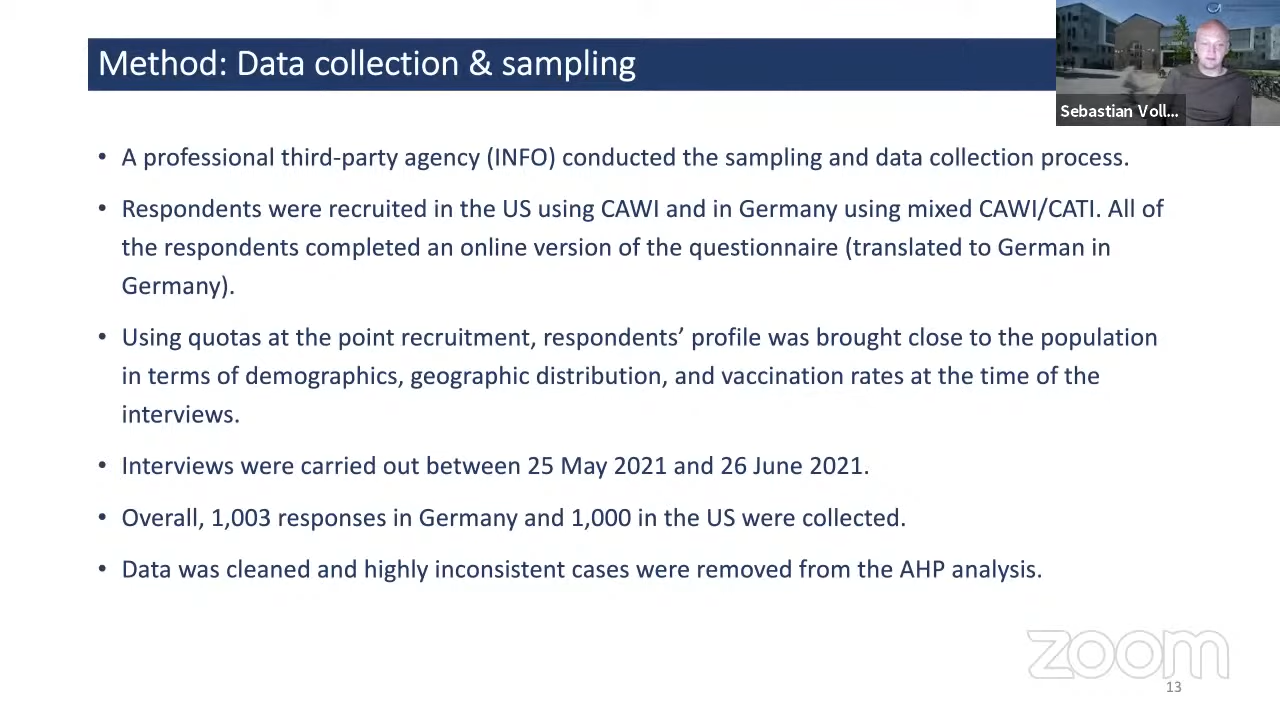 Method: Data collection & sampling
Sebastian Voll...
• A professional third-party agency (INFO) conducted the sampling and data collection process.
• Respondents were recruited in the US using CAWI and in Germany using mixed CAWI/CATI. All of
the respondents completed an online version of the questionnaire (translated to German in
Germany).
• Using quotas at the point recruitment, respondents’ profile was brought close to the population
in terms of demographics, geographic distribution, and vaccination rates at the time of the
interviews.
• Interviews were carried out between 25 May 2021 and 26 June 2021.
• Overall, 1,003 responses in Germany and 1,000 in the US were collected.
• Data was cleaned and highly inconsistent cases were removed from the AHP analysis.
zoom
13